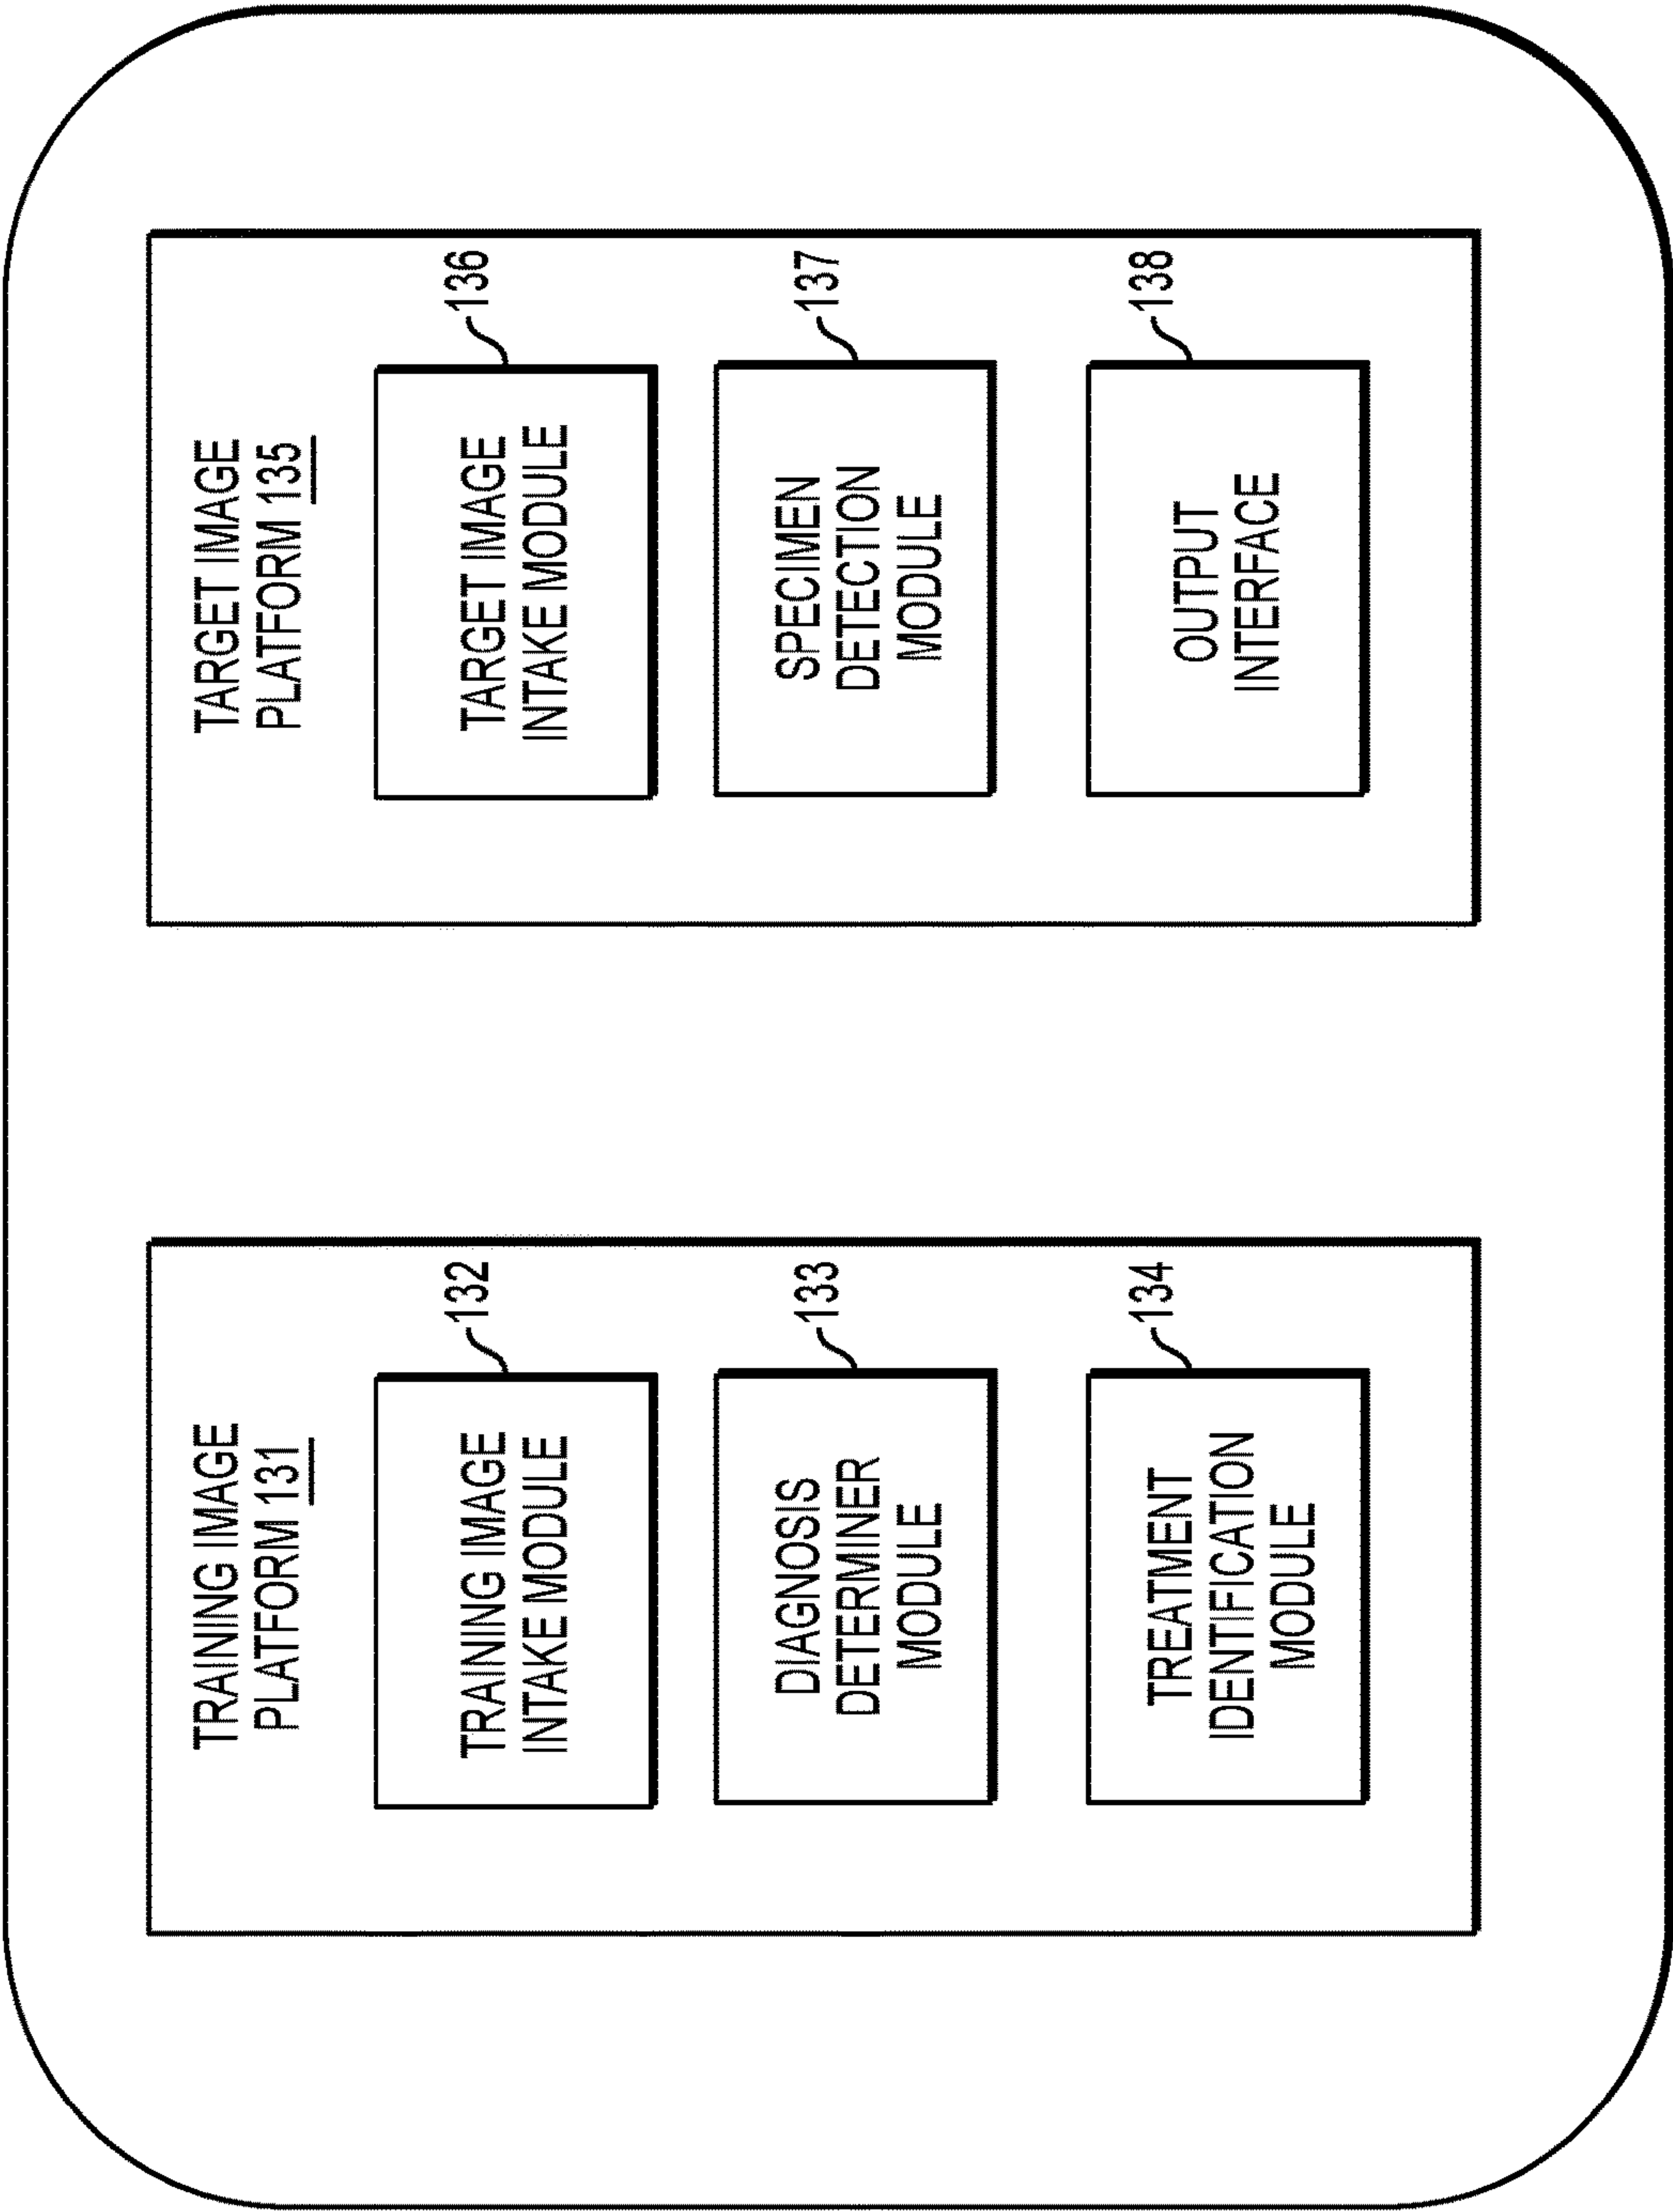 TRAINING IMAGE
PLATFORM 131
TRAINING IMAGE
INTAKE MODULE
132
DIAGNOSIS
DETERMINER
MODULE
133
TREATMENT
IDENTIFICATION
MODULE
134
TARGET IMAGE
PLATFORM 135
TARGET IMAGE
INTAKE MODULE
136
SPECIMEN
DETECTION
MODULE
137
OUTPUT
INTERFACE
138